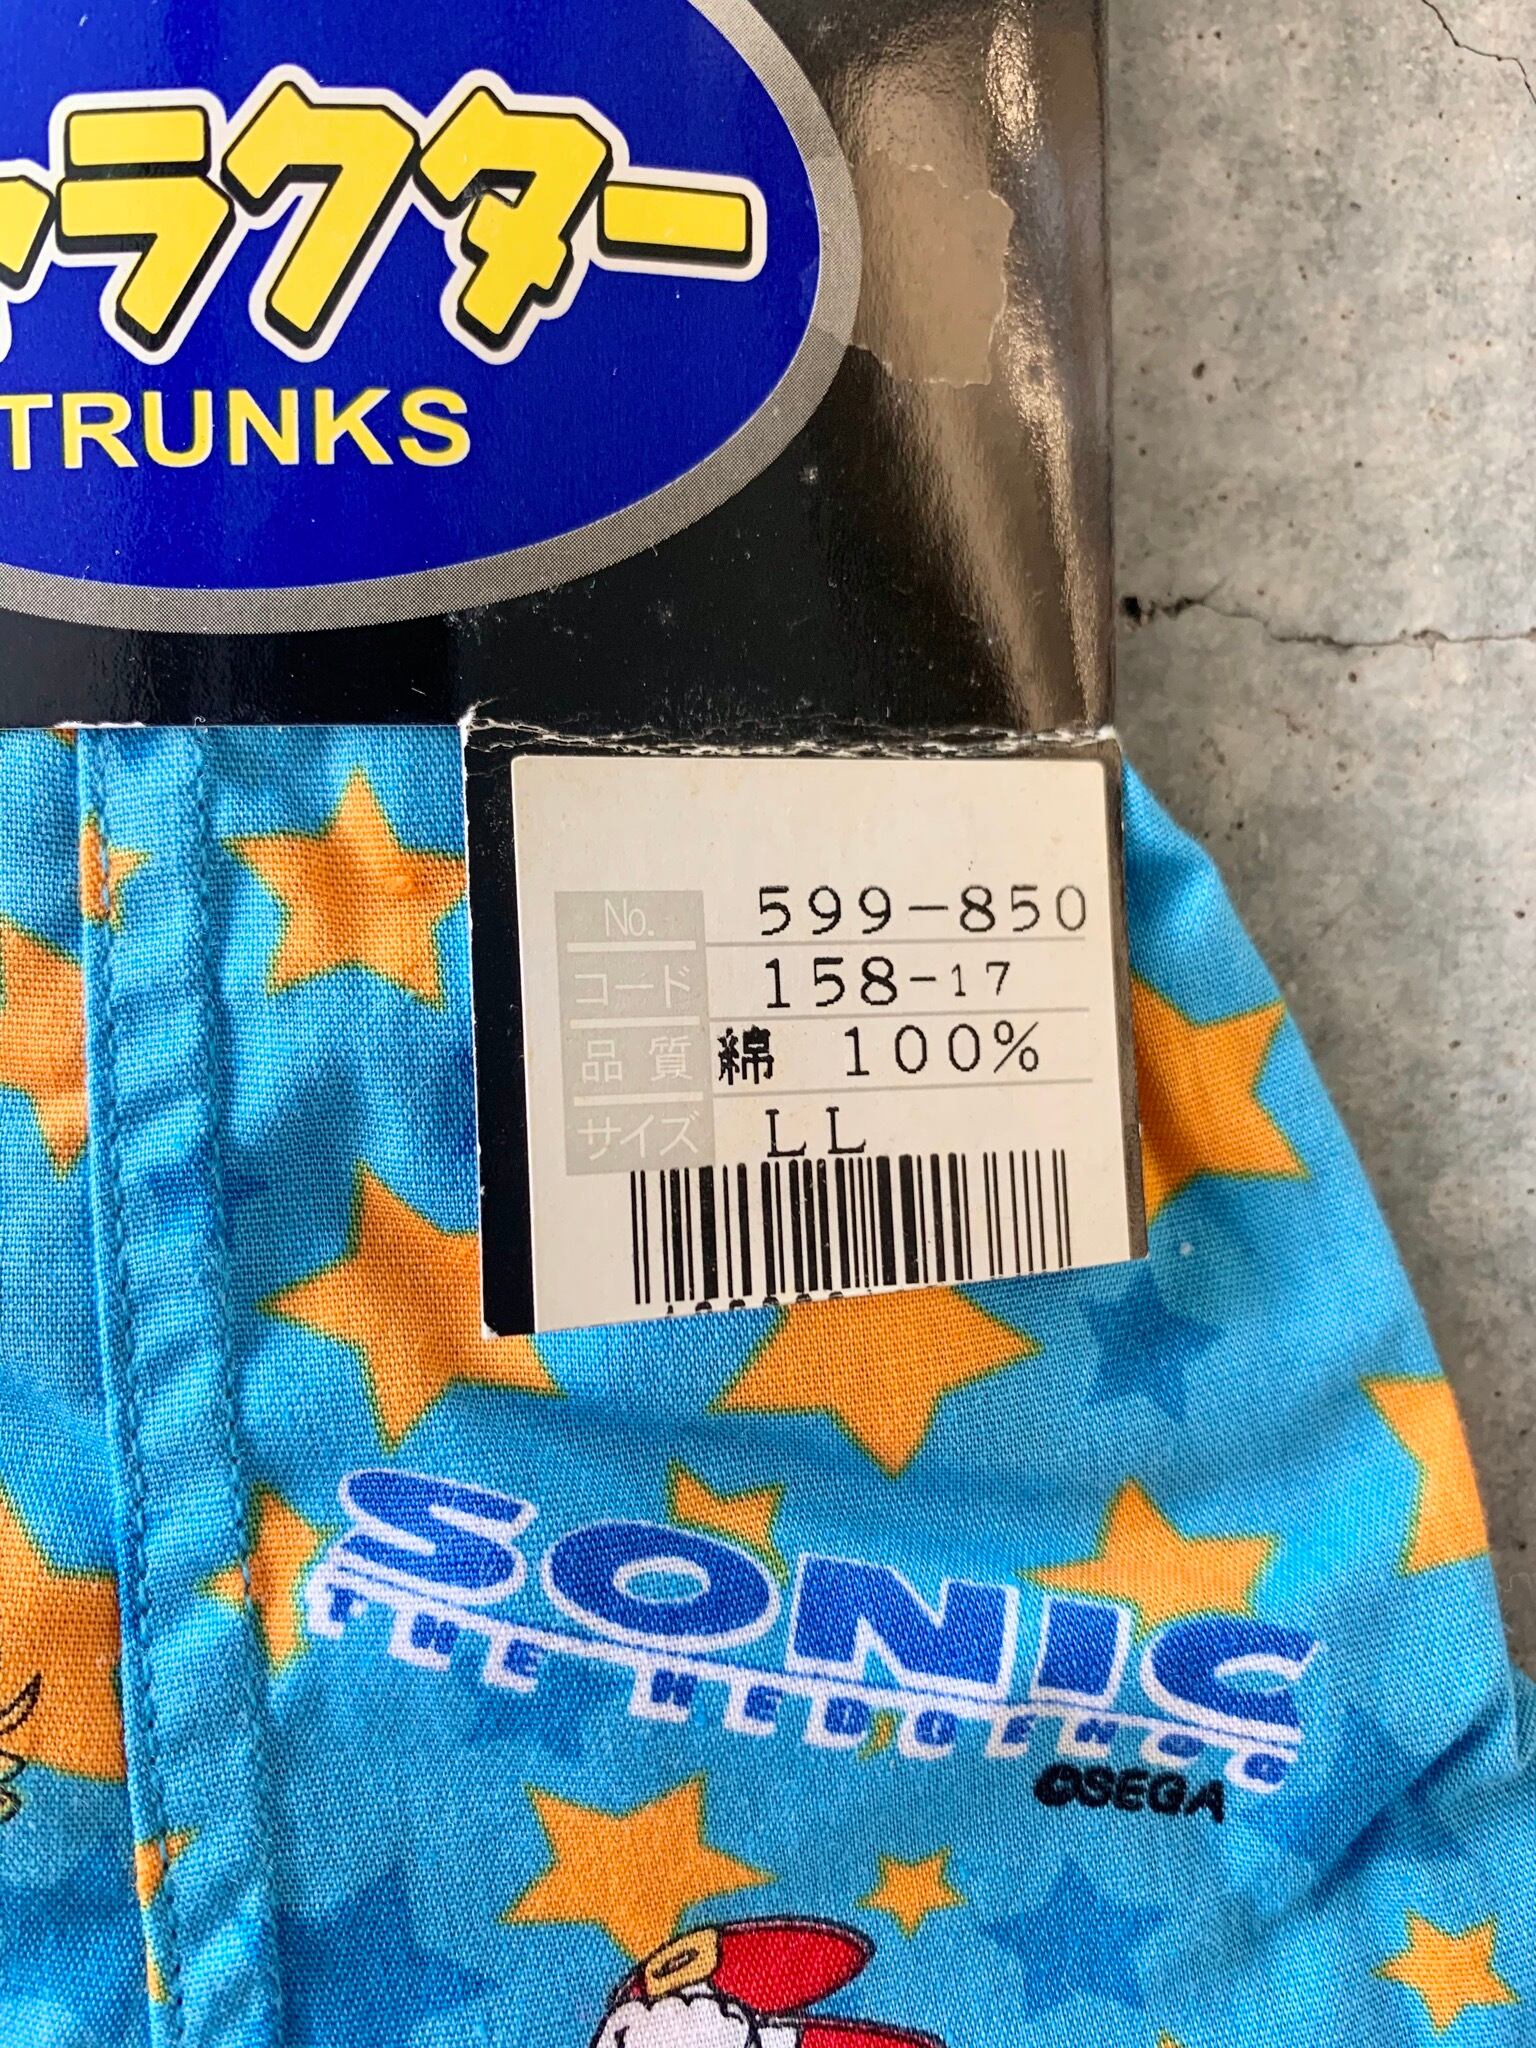 ャラクター
TRUNKS
No. 599-850
コード 158-17
品質 綿 100%
サイズ LL
SONIC
THE HEDGEHOG
©SEGA